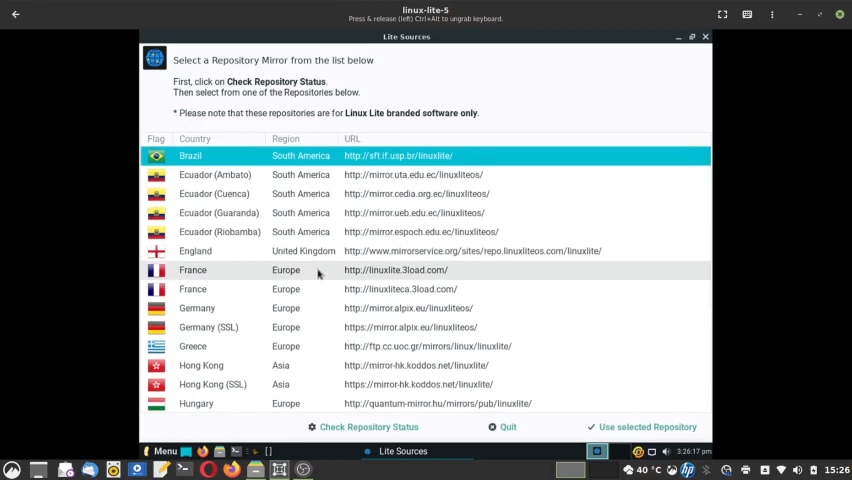 linux-lite-5
Press & release (left) Ctrl+Alt to ungrab keyboard.
Lite Sources
Select a Repository Mirror from the list below
First, click on Check Repository Status.
Then select from one of the Repositories below.
* Please note that these repositories are for Linux Lite branded software only.
Flag Country Region URL
Brazil South America http://sft.if.usp.br/linuxlite/
Ecuador (Ambato) South America http://mirror.uta.edu.ec/linuxliteos/
Ecuador (Cuenca) South America http://mirror.cedia.org.ec/linuxliteos/
Ecuador (Guaranda) South America http://mirror.ueb.edu.ec/linuxliteos/
Ecuador (Riobamba) South America http://mirror.espoch.edu.ec/linuxliteos/
England United Kingdom http://www.mirrorservice.org/sites/repo.linuxliteos.com/linuxlite/
France Europe http://linuxlite.3load.com/
France Europe http://linuxliteca.3load.com/
Germany Europe http://mirror.alpix.eu/linuxliteos/
Germany (SSL) Europe https://mirror.alpix.eu/linuxliteos/
Greece Europe http://ftp.cc.uoc.gr/mirrors/linux/linuxlite/
Hong Kong Asia http://mirror-hk.koddos.net/linuxlite/
Hong Kong (SSL) Asia https://mirror-hk.koddos.net/linuxlite/
Hungary Europe http://quantum-mirror.hu/mirrors/pub/linuxlite/
Check Repository Status Quit Use selected Repository
Menu Lite Sources 3:26:17 pm
40 °C hp 15:26